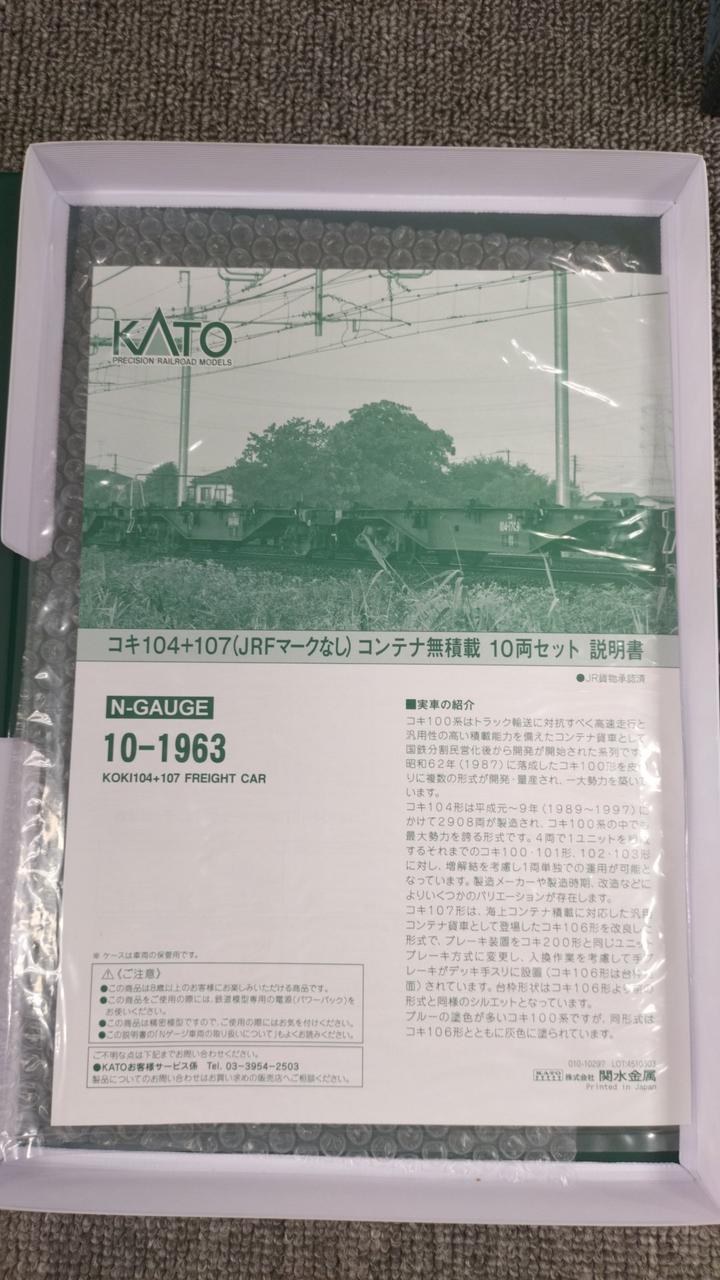 KATO
PRECISION RAILROAD MODELS
コキ104+107(JRFマークなし) コンテナ無積載 10両セット 説明書
●JR貨物承認済
N-GAUGE
10-1963
KOKI104+107 FREIGHT CAR
※ ケースは車両の保管用です。
⚠《ご注意》
●この商品は8歳以上のお客様にお楽しみいただける商品です。
●この商品をご使用の際には、鉄道模型専用の電源(パワーパック)を
お使いください。
●この商品は精密模型ですので、ご使用の際にはお気を付けください。
●この説明書の「Nゲージ車両の取り扱いについて」もよくお読みください。
ご不明な点は下記までお問い合わせください。
●KATOお客様サービス係 Tel. 03-3954-2503
製品についてのお問い合わせはお買い求めの販売店へご相談ください。
■実車の紹介
コキ100系はトラック輸送に対抗すべく高速走行と
汎用性の高い積載能力を備えたコンテナ貨車として
国鉄分割民営化後から開発が開始された系列です。
昭和62年(1987)に落成したコキ100形を皮切
りに複数の形式が開発・量産され、一大勢力を築いて
います。
コキ104形は平成元～9年(1989～1997)に
かけて2908両が製造され、コキ100系の中でも
最大勢力を誇る形式です。4両で1ユニットを
するそれまでのコキ100・101形、102・103形
に対し、増解結を考慮し1両単独での運用が可能と
なっています。製造メーカーや製造時期、改造などに
よりいくつかのバリエーションが存在します。
コキ107形は、海上コンテナ積載に対応した汎用
コンテナ貨車として登場したコキ106形を改良した
形式で、ブレーキ装置をコキ200形と同じユニット
ブレーキ方式に変更し、入換作業を考慮して手ブ
レーキがデッキ手スリに設置(コキ106形は台枠
面)されています。台枠形状はコキ106形より前の
形式と同様のシルエットとなっています。
ブルーの塗色が多いコキ100系ですが、同形式は
コキ106形とともに灰色に塗られています。
010-10297 LOT:4510303
KATO 株式会社 関水金属
Printed in Japan